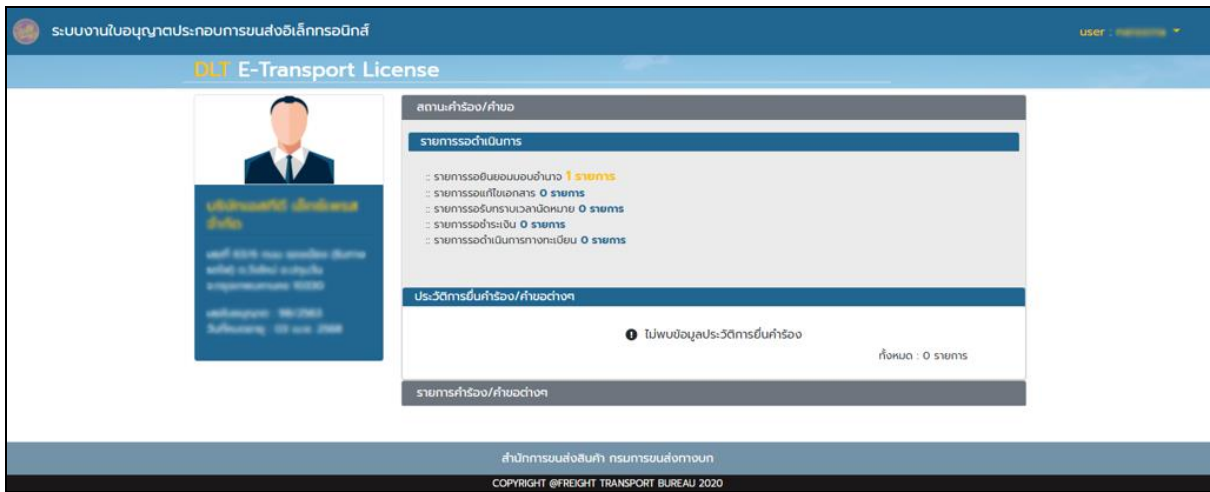 ระบบงานใบอนุญาตประกอบการขนส่งอิเล็กทรอนิกส์
user :
DLT E-Transport License
สถานะคำร้อง/คำขอ
รายการรอดำเนินการ
:: รายการรอยินยอมมอบอำนาจ 1 รายการ
:: รายการรอแก้ไขเอกสาร 0 รายการ
:: รายการรอรับทราบเวลานัดหมาย 0 รายการ
:: รายการรอชำระเงิน 0 รายการ
:: รายการรอดำเนินการทางทะเบียน 0 รายการ
ประวัติการยื่นคำร้อง/คำขอต่างๆ
ไม่พบข้อมูลประวัติการยื่นคำร้อง
ทั้งหมด : 0 รายการ
รายการคำร้อง/คำขอต่างๆ
สำนักการขนส่งสินค้า กรมการขนส่งทางบก
COPYRIGHT @FREIGHT TRANSPORT BUREAU 2020